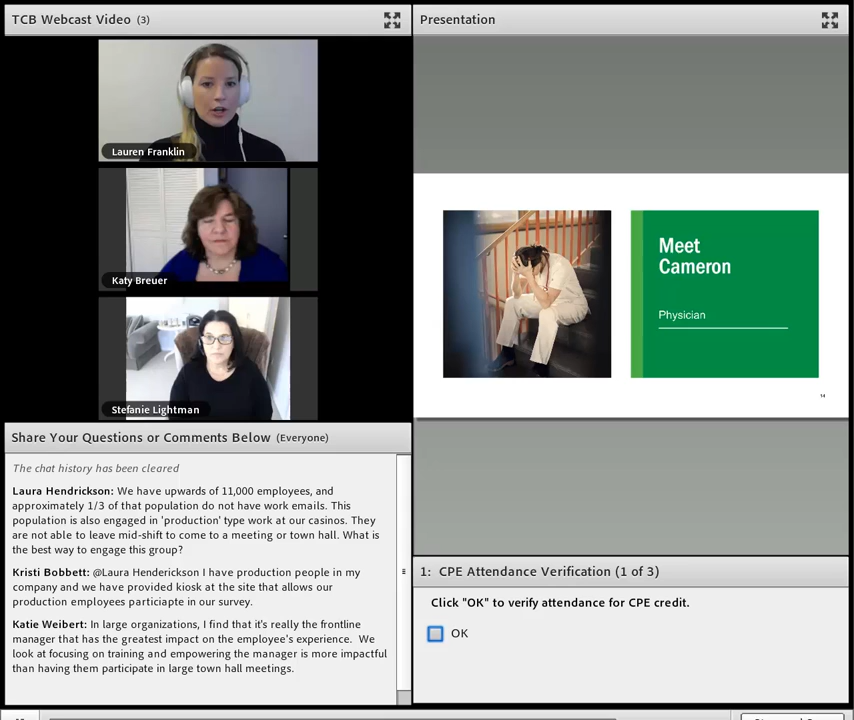 TCB Webcast Video (3)
Lauren Franklin
Katy Breuer
Stefanie Lightman
Share Your Questions or Comments Below (Everyone)
The chat history has been cleared
Laura Hendrickson: We have upwards of 11,000 employees, and
approximately 1/3 of that population do not have work emails. This
population is also engaged in 'production' type work at our casinos. They
are not able to leave mid-shift to come to a meeting or town hall. What is
the best way to engage this group?
Kristi Bobbett: @Laura Henderickson I have production people in my
company and we have provided kiosk at the site that allows our
production employees particiapte in our survey.
Katie Weibert: In large organizations, I find that it's really the frontline
manager that has the greatest impact on the employee's experience. We
look at focusing on training and empowering the manager is more impactful
than having them participate in large town hall meetings.
Presentation
Meet
Cameron
Physician
14
1: CPE Attendance Verification (1 of 3)
Click "OK" to verify attendance for CPE credit.
OK